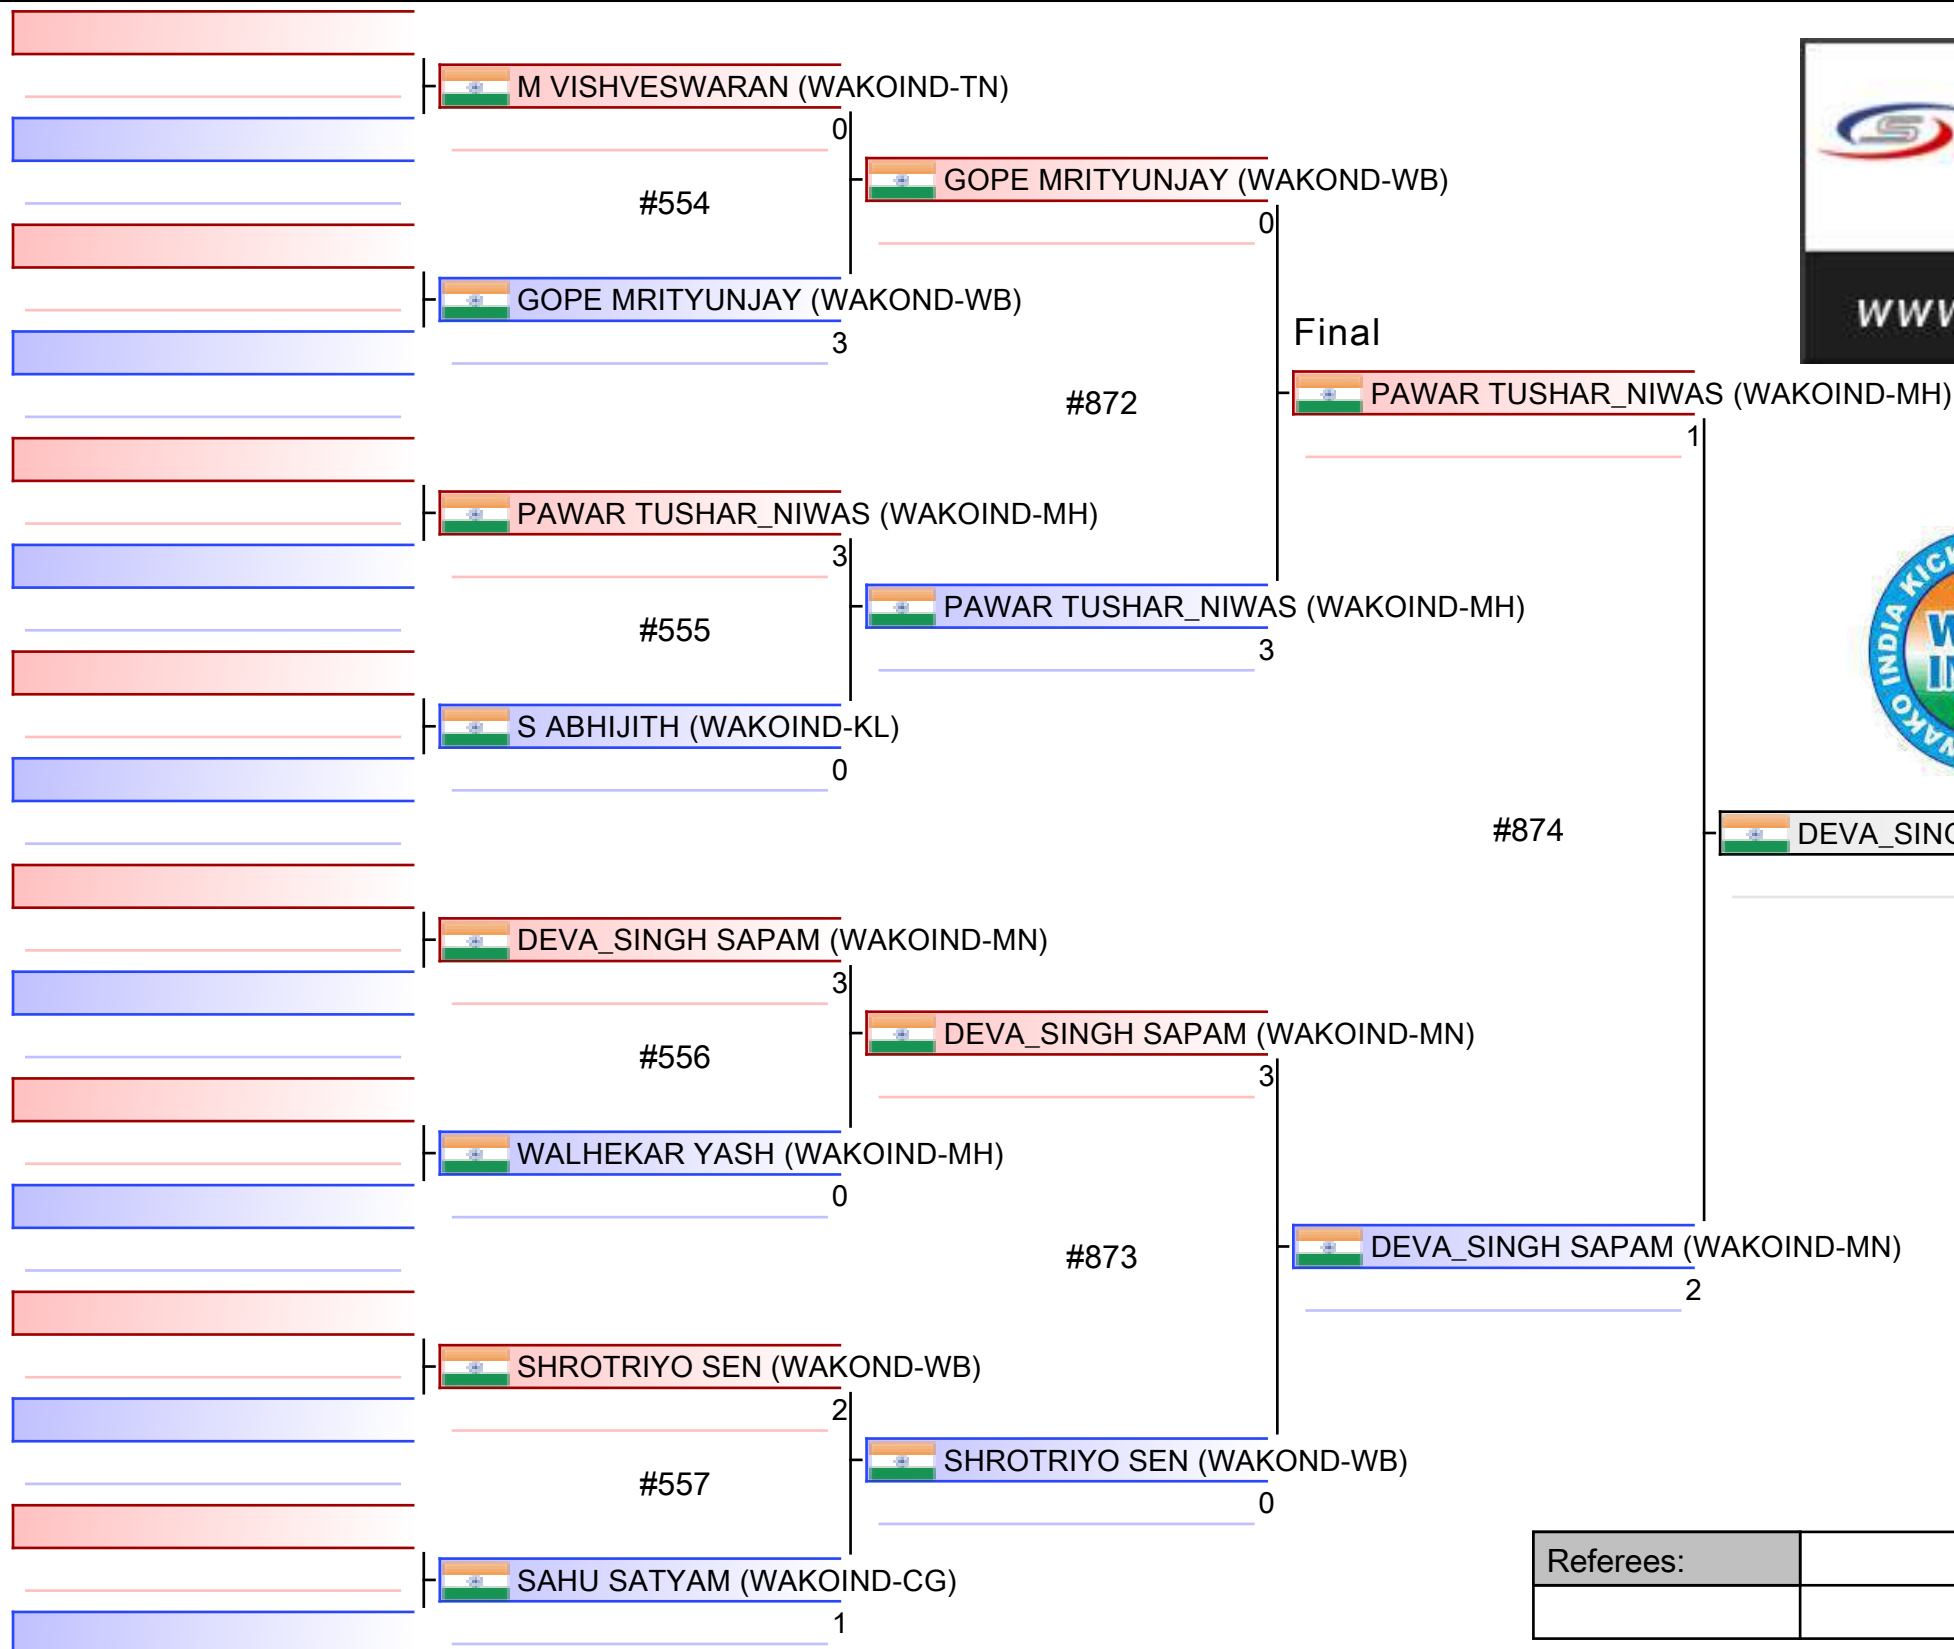 M VISHVESWARAN (WAKOIND-TN)
0
#554
GOPE MRITYUNJAY (WAKOND-WB)
3
PAWAR TUSHAR_NIWAS (WAKOIND-MH)
3
#555
S ABHIJITH (WAKOIND-KL)
0
DEVA_SINGH SAPAM (WAKOIND-MN)
3
#556
WALHEKAR YASH (WAKOIND-MH)
0
SHROTRIYO SEN (WAKOND-WB)
2
#557
SAHU SATYAM (WAKOIND-CG)
1
GOPE MRITYUNJAY (WAKOND-WB)
0
#872
PAWAR TUSHAR_NIWAS (WAKOIND-MH)
3
DEVA_SINGH SAPAM (WAKOIND-MN)
3
#873
SHROTRIYO SEN (WAKOND-WB)
0
Final
PAWAR TUSHAR_NIWAS (WAKOIND-MH)
1
#874
DEVA_SINGH SAPAM (WAKOIND-MN)
2
S
www
WAKO INDIA KICK
DEVA_SING
Referees: